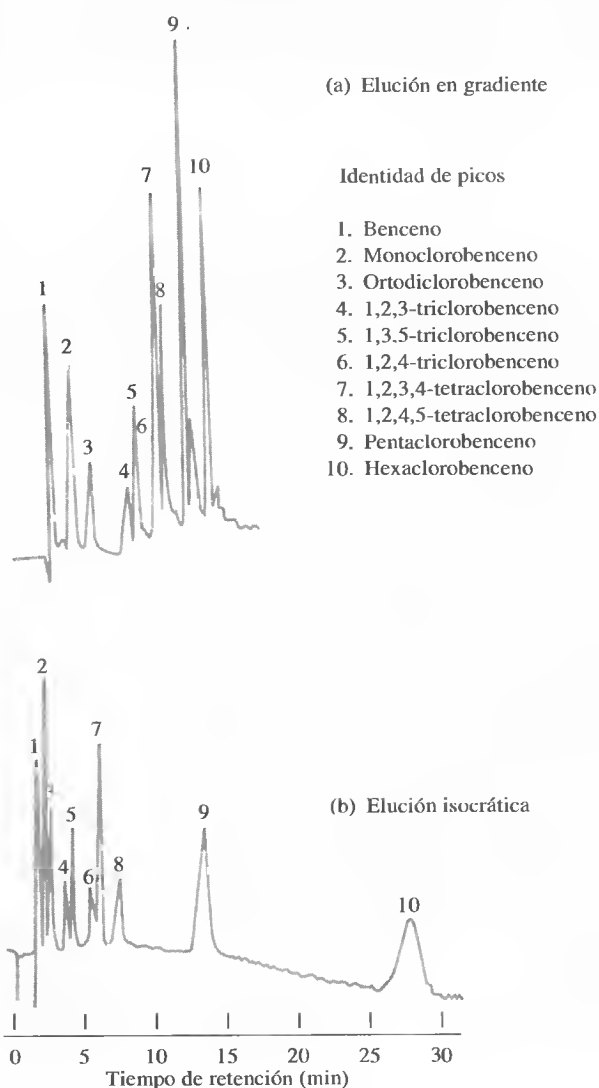 9
(a) Elución en gradiente
7
10
Identidad de picos
1. Benceno
2. Monoclorobenceno
3. Ortodiclorobenceno
4. 1,2,3-triclorobenceno
5. 1,3.5-triclorobenceno
6. 1,2,4-triclorobenceno
7. 1,2,3,4-tetraclorobenceno
8. 1,2,4,5-tetraclorobenceno
9. Pentaclorobenceno
10. Hexaclorobenceno
1
8
2
5
6
3
4
2
1
7
(b) Elución isocrática
5
9
4
6
8
10
0 5 10 15 20 25 30
Tiempo de retención (min)